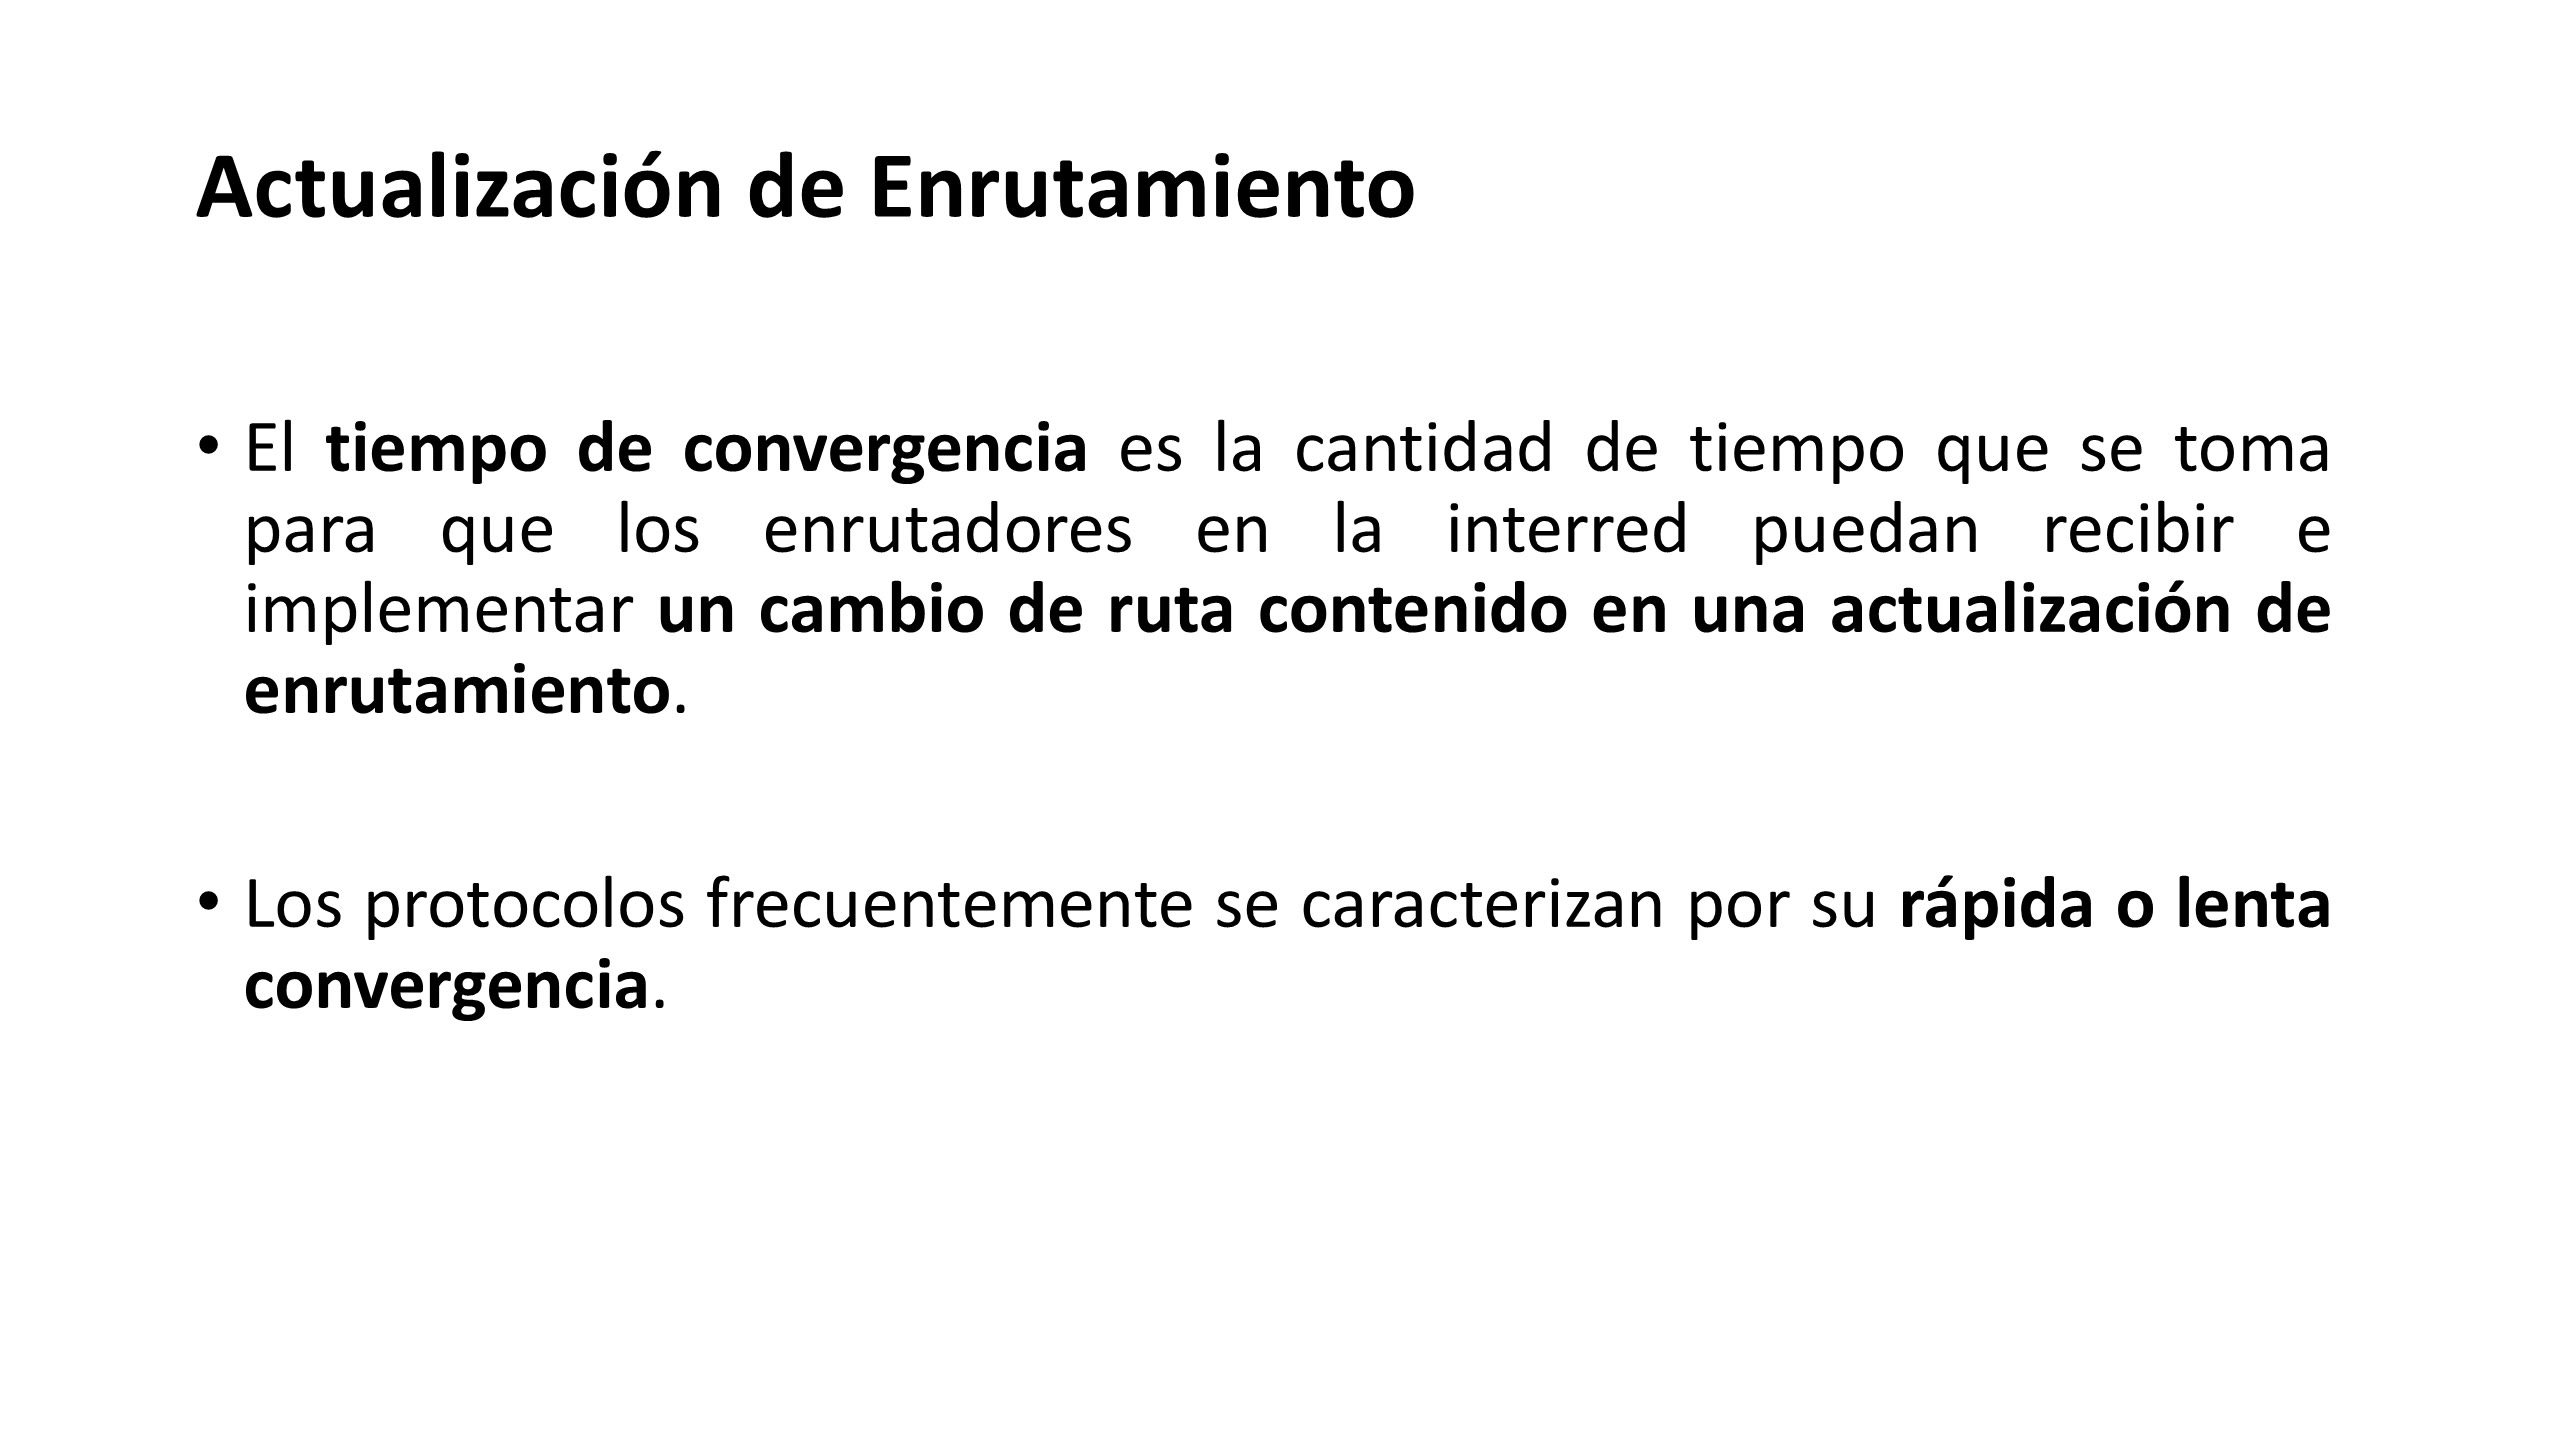 Actualización de Enrutamiento
• El tiempo de convergencia es la cantidad de tiempo que se toma
para que los enrutadores en la interred puedan recibir e
implementar un cambio de ruta contenido en una actualización de
enrutamiento.
• Los protocolos frecuentemente se caracterizan por su rápida o lenta
convergencia.